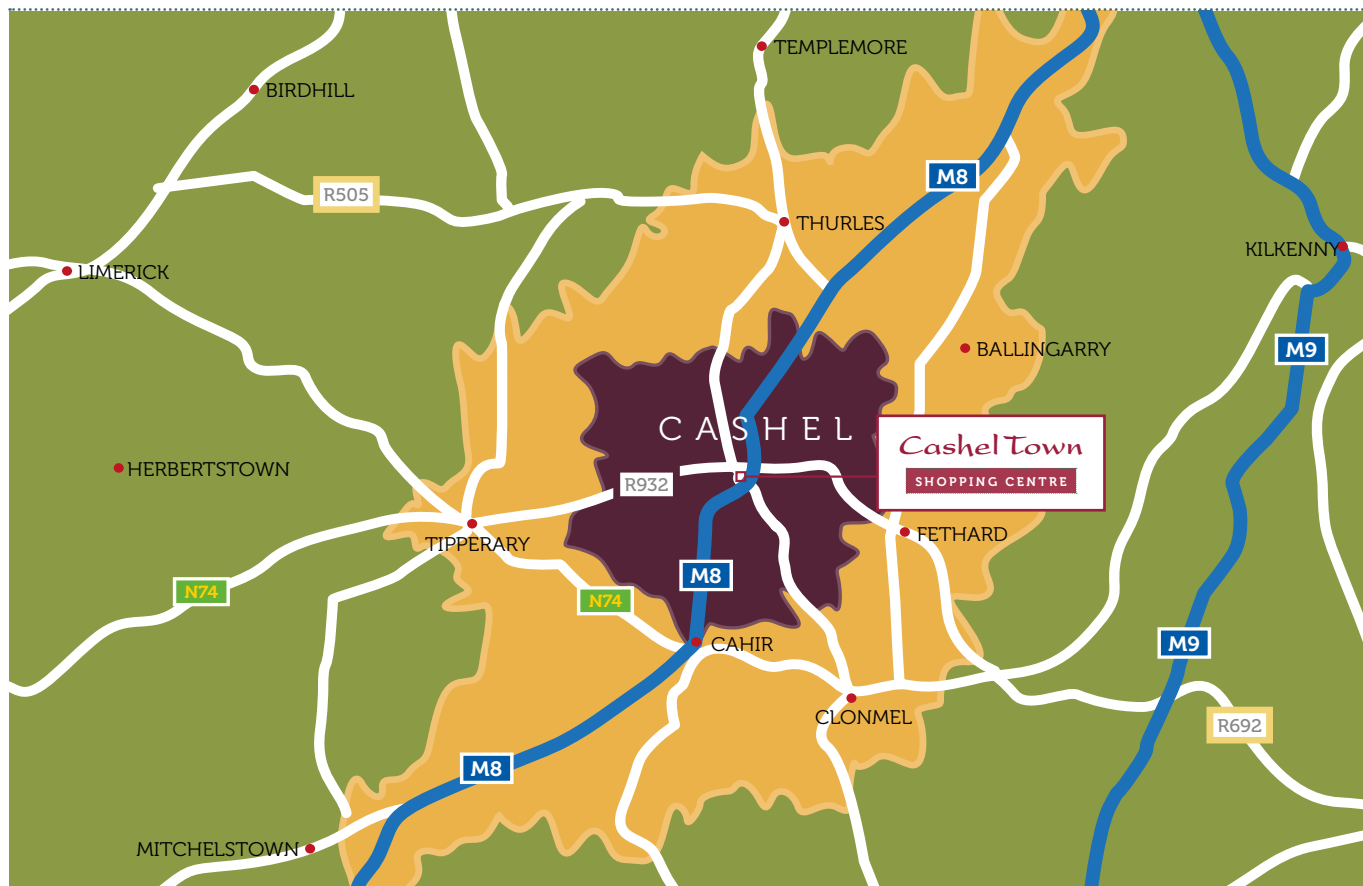 TEMPLEMORE
BIRDHILL
M8
R505
THURLES
KILKENNY
LIMERICK
BALLINGARRY
M9
CASHEL
Cashel Town
SHOPPING CENTRE
HERBERTSTOWN
R932
FETHARD
TIPPERARY
M8
N74
N74
CAHIR
M9
CLONMEL
R692
M8
MITCHELSTOWN